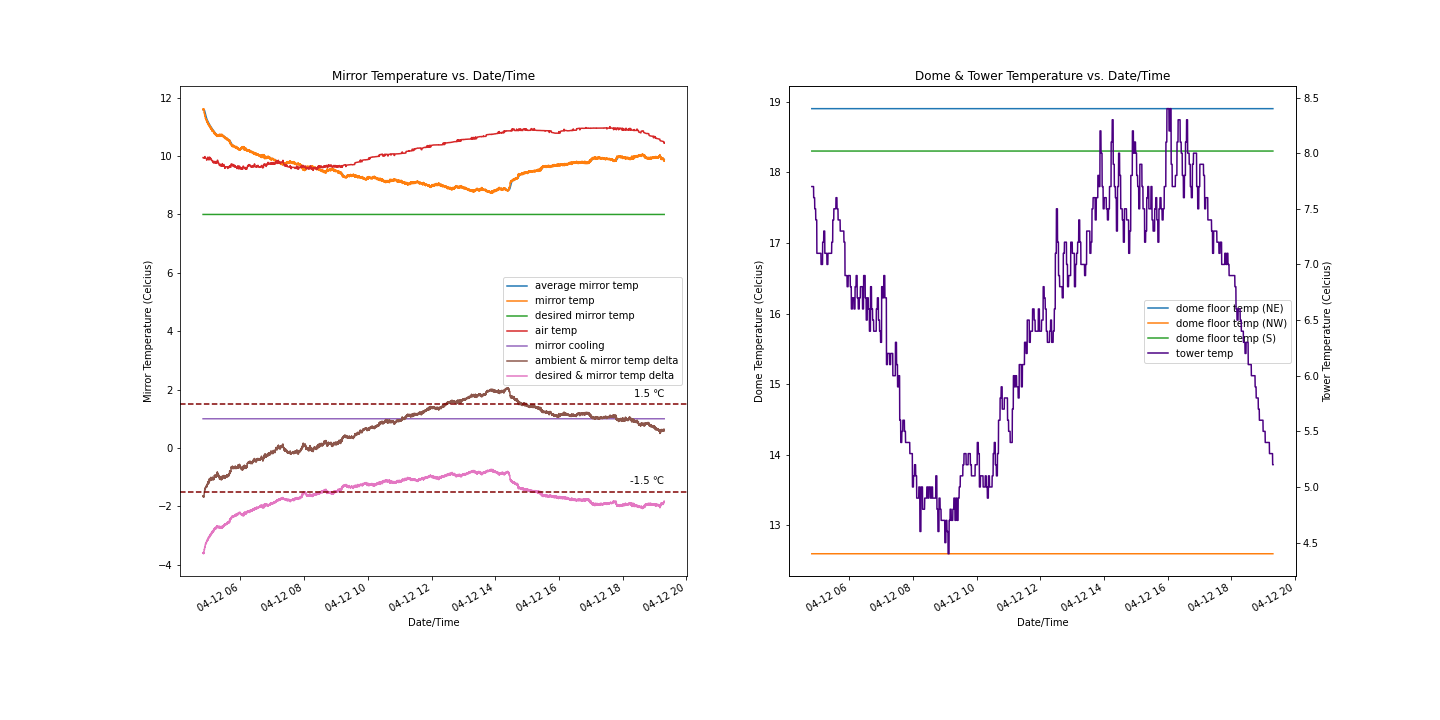 Mirror Temperature vs. Date/Time
Mirror Temperature (Celcius)
12
10
8
6
4
2
0
−2
−4
average mirror temp
mirror temp
desired mirror temp
air temp
mirror cooling
ambient & mirror temp delta
desired & mirror temp delta
1.5 °C
-1.5 °C
04-12 06
04-12 08
04-12 10
04-12 12
04-12 14
04-12 16
04-12 18
04-12 20
Date/Time
Dome & Tower Temperature vs. Date/Time
Dome Temperature (Celcius)
19
18
17
16
15
14
13
dome floor temp (NE)
dome floor temp (NW)
dome floor temp (S)
tower temp
8.5
8.0
7.5
7.0
6.5
6.0
5.5
5.0
4.5
Tower Temperature (Celcius)
04-12 06
04-12 08
04-12 10
04-12 12
04-12 14
04-12 16
04-12 18
04-12 20
Date/Time